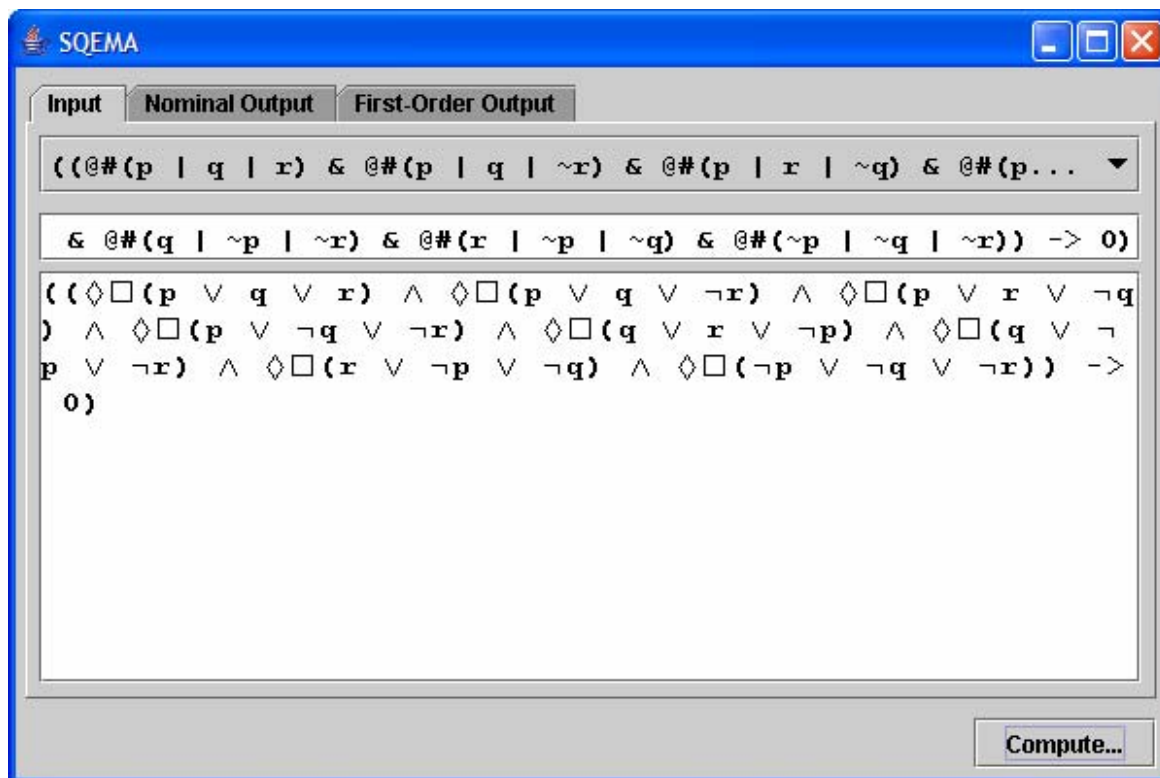 SQEMA
Input Nominal Output First-Order Output
((@#(p | q | r) & @#(p | q | ~r) & @#(p | r | ~q) & @#(p...
& @#(q | ~p | ~r) & @#(r | ~p | ~q) & @#(~p | ~q | ~r)) -> 0)
((◊□(p ∨ q ∨ r) ∧ ◊□(p ∨ q ∨ ¬r) ∧ ◊□(p ∨ r ∨ ¬q
) ∧ ◊□(p ∨ ¬q ∨ ¬r) ∧ ◊□(q ∨ r ∨ ¬p) ∧ ◊□(q ∨ ¬
p ∨ ¬r) ∧ ◊□(r ∨ ¬p ∨ ¬q) ∧ ◊□(¬p ∨ ¬q ∨ ¬r)) ->
0)
Compute...